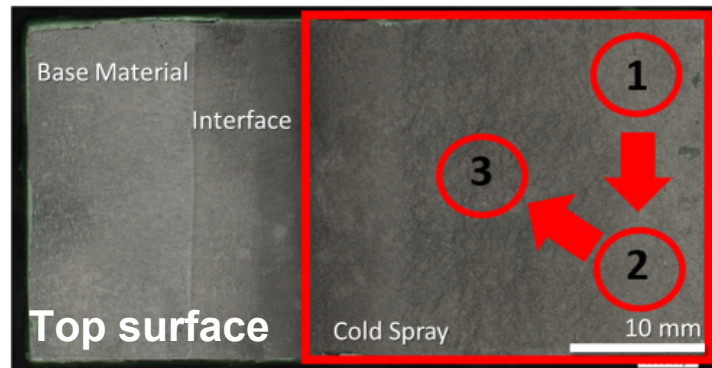 Base Material
Interface
1
3
2
Top surface
Cold Spray
10 mm